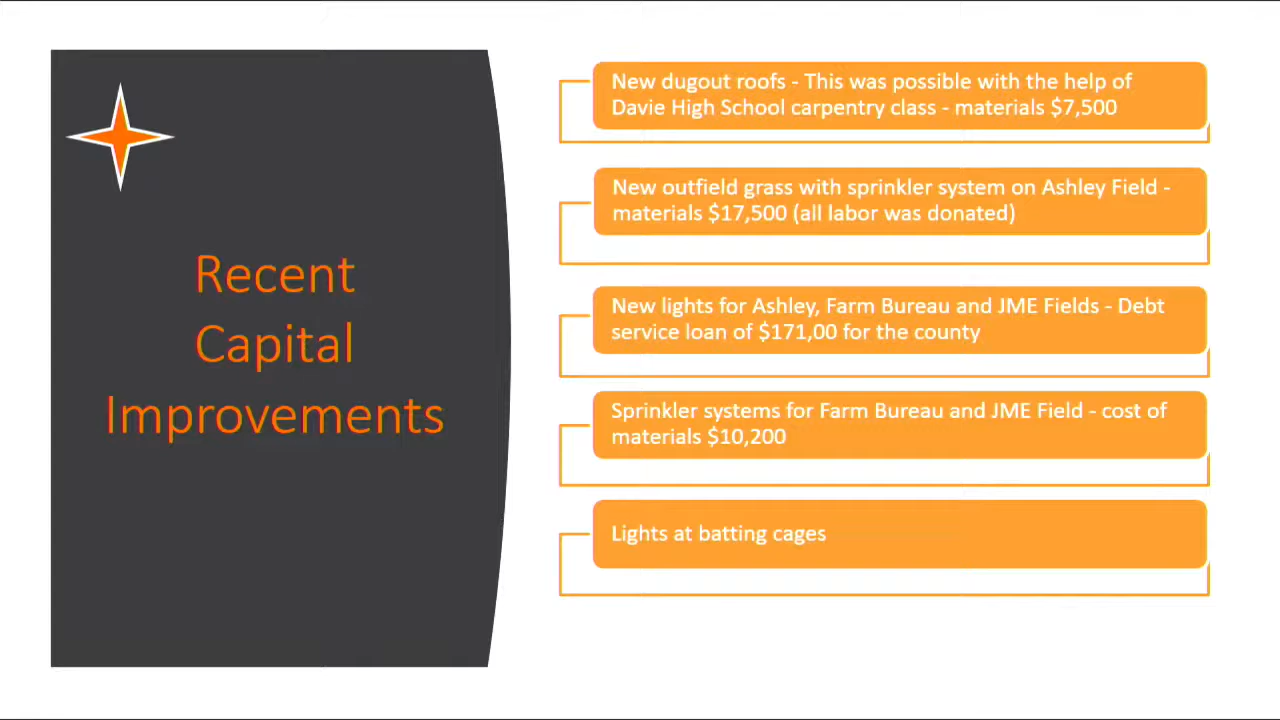 Recent
Capital
Improvements
New dugout roofs - This was possible with the help of
Davie High School carpentry class - materials $7,500
New outfield grass with sprinkler system on Ashley Field -
materials $17,500 (all labor was donated)
New lights for Ashley, Farm Bureau and JME Fields - Debt
service loan of $171,00 for the county
Sprinkler systems for Farm Bureau and JME Field - cost of
materials $10,200
Lights at batting cages